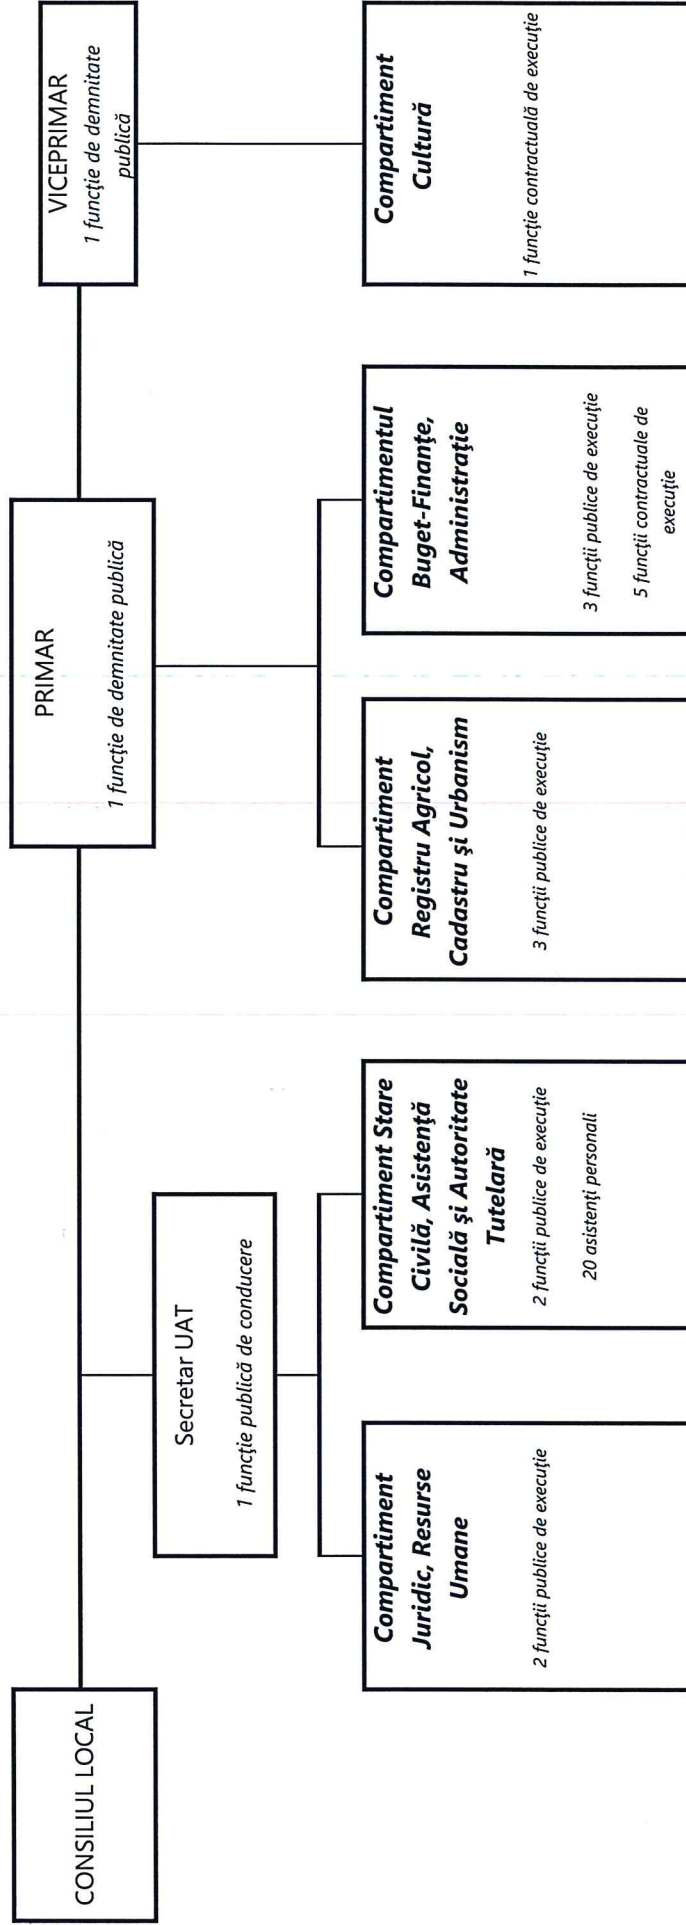 CONSILIUL LOCAL
PRIMAR
1 funcţie de demnitate publică
VICEPRIMAR
1 funcţie de demnitate
publică
Secretar UAT
1 funcţie publică de conducere
Compartiment
Juridic, Resurse
Umane
2 funcţii publice de execuţie
Compartiment Stare
Civilă, Asistenţă
Socială şi Autoritate
Tutelară
2 funcţii publice de execuţie
20 asistenţi personali
Compartiment
Registru Agricol,
Cadastru şi Urbanism
3 funcţii publice de execuţie
Compartimentul
Buget-Finanţe,
Administraţie
3 funcţii publice de execuţie
5 funcţii contractuale de
execuţie
Compartiment
Cultură
1 funcţie contractuală de execuţie